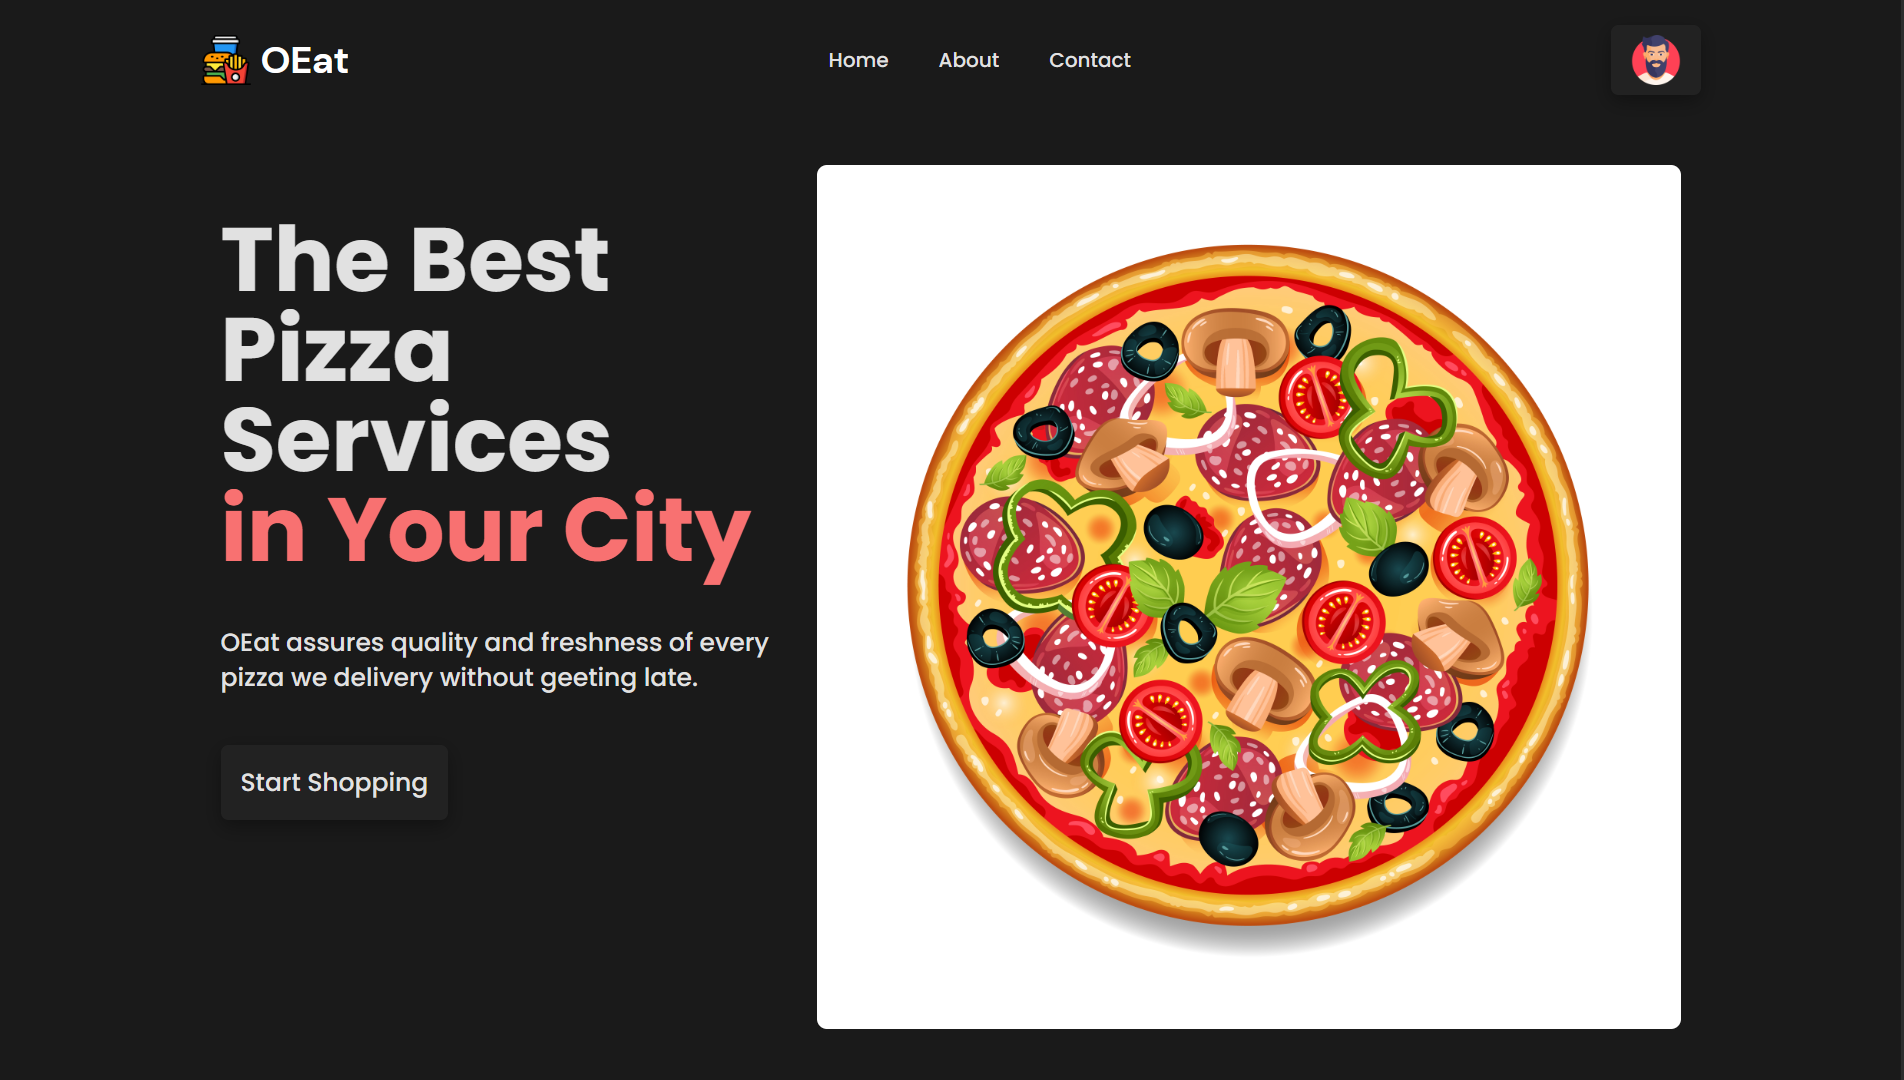 OEat
Home
About
Contact
The Best
Pizza
Services
in Your City
OEat assures quality and freshness of every
pizza we delivery without geeting late.
Start Shopping